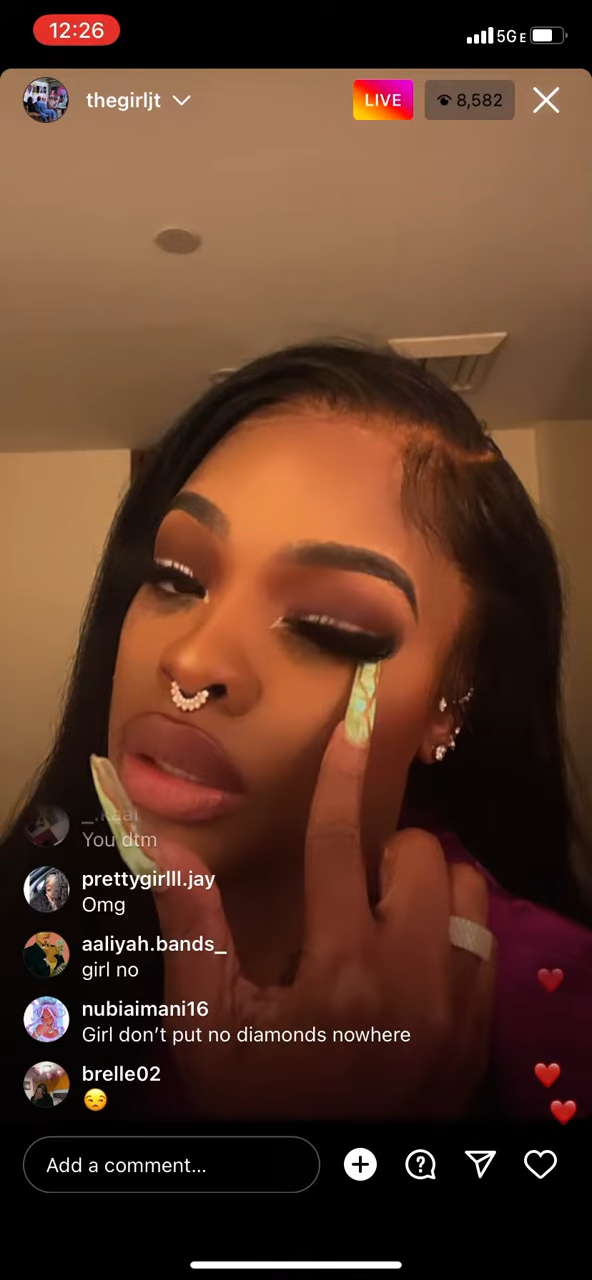 12:26
5GE
thegirljt
LIVE
8,582
You dtm
prettygirlll.jay
Omg
aaliyah.bands_
girl no
nubiaimani16
Girl don’t put no diamonds nowhere
brelle02
Add a comment...